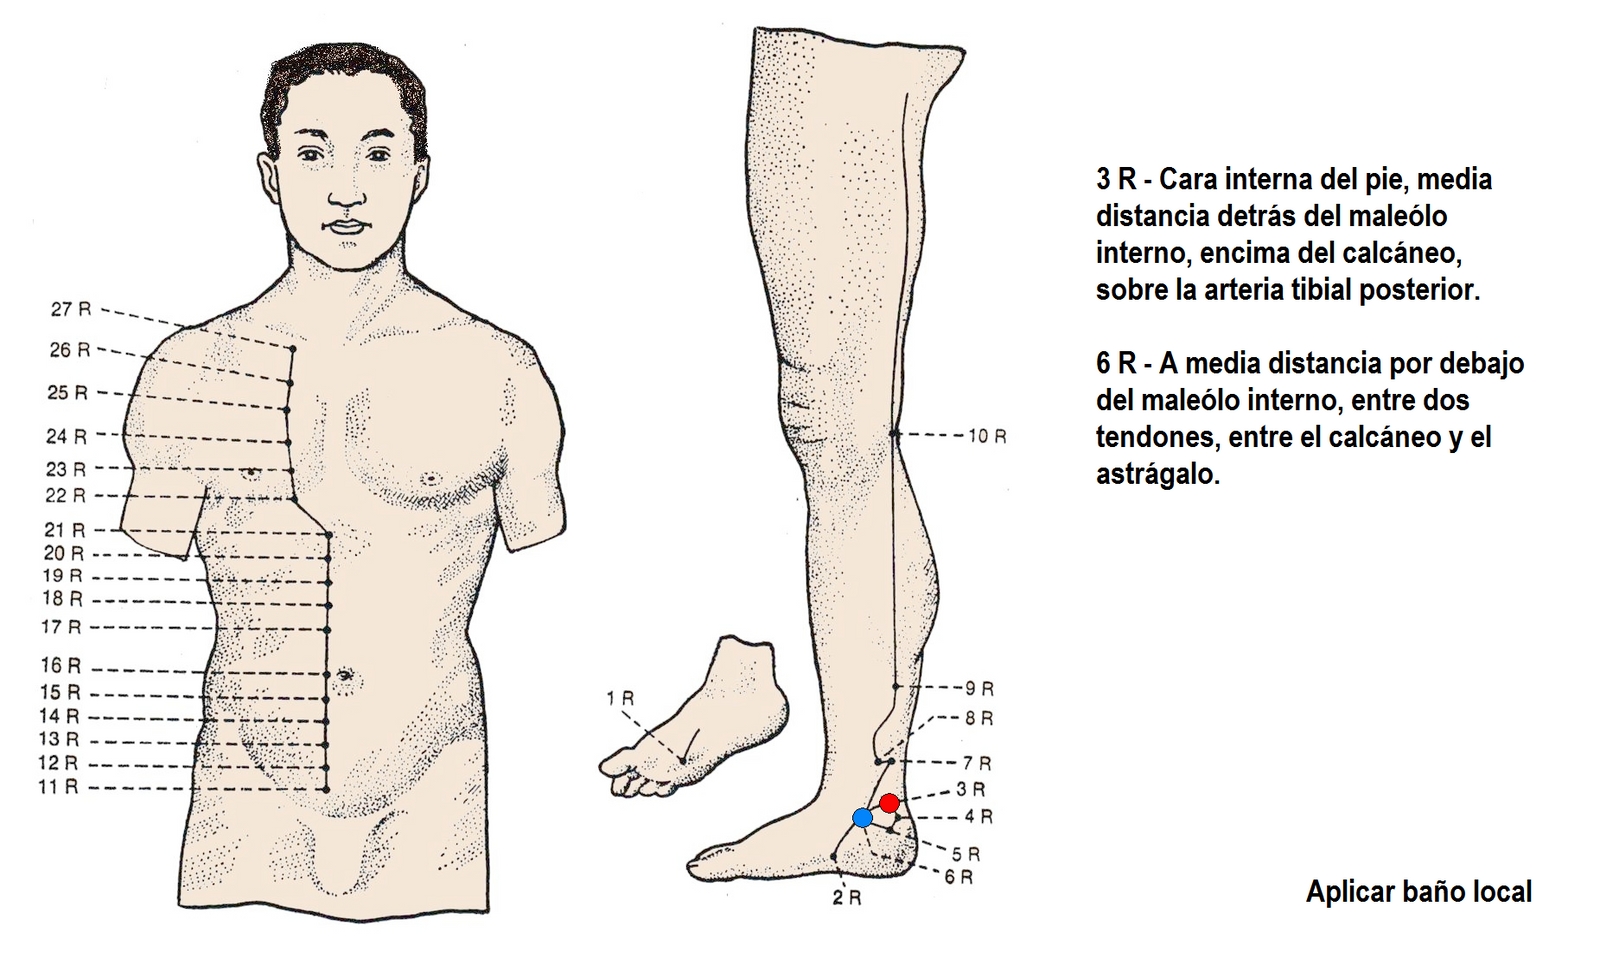 27 R
26 R
25 R
24 R
23 R
22 R
21 R
20 R
19 R
18 R
17 R
16 R
15 R
14 R
13 R
12 R
11 R
1 R
10 R
9 R
8 R
7 R
3 R
4 R
5 R
6 R
2 R
3 R - Cara interna del pie, media
distancia detrás del maleólo
interno, encima del calcáneo,
sobre la arteria tibial posterior.
6 R - A media distancia por debajo
del maleólo interno, entre dos
tendones, entre el calcáneo y el
astrágalo.
Aplicar baño local